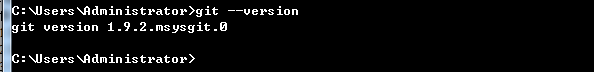 C:\Users\Administrator>git --version
git version 1.9.2.msysgit.0
C:\Users\Administrator>